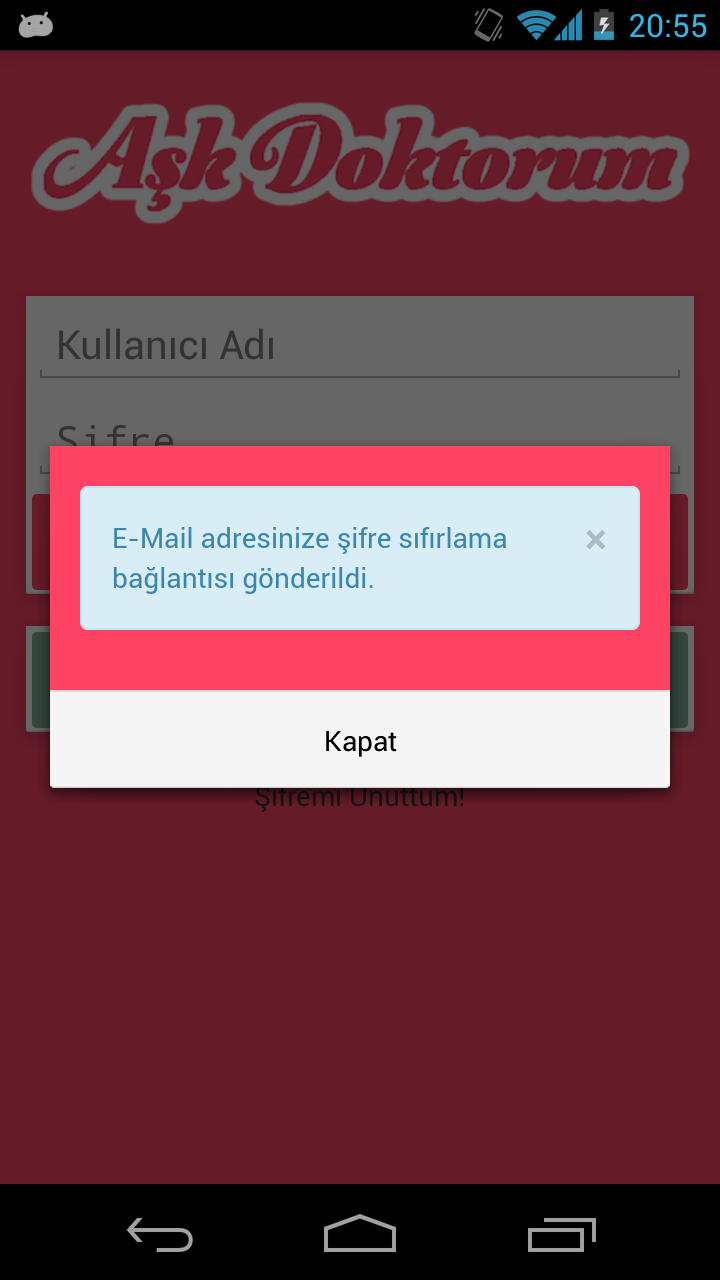 20:55
Aşk Doktorum
Kullanıcı Adı
Şifre
E-Mail adresinize şifre sıfırlama
bağlantısı gönderildi.
×
Kapat
Şifremi Unuttum!